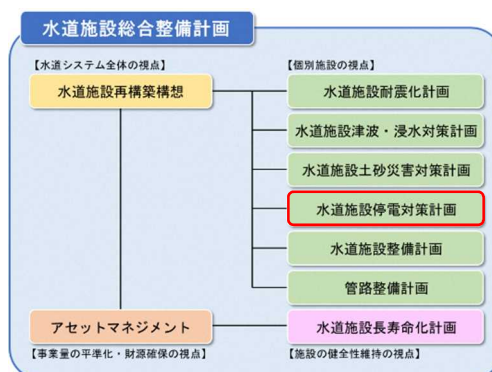 水道施設総合整備計画
【水道システム全体の視点】
【個別施設の視点】
水道施設再構築構想
水道施設耐震化計画
水道施設津波・浸水対策計画
水道施設土砂災害対策計画
水道施設停電対策計画
水道施設整備計画
管路整備計画
アセットマネジメント
水道施設長寿命化計画
【事業量の平準化・財源確保の視点】
【施設の健全性維持の視点】